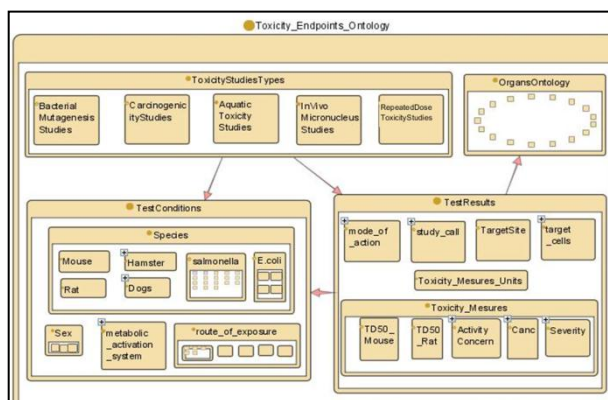 Toxicity_Endpoints_Ontology
ToxicityStudiesTypes
Bacterial
Mutagenesis
Studies
Carcinogenic
ityStudies
Aquatic
Toxicity
Studies
InVivo
Micronucleus
Studies
RepeatedDose
ToxicityStudies
OrgansOntology
TestConditions
Species
Mouse
Hamster
salmonella
E.coli
Rat
Dogs
Sex
metabolic
_activation
_system
route_of_exposure
TestResults
mode_of
_action
study_call
TargetSite
target
_cells
Toxicity_Mesures_Units
Toxicity_Mesures
TD50_
Mouse
TD50
_Rat
Activity
Concern
Canc
Severity